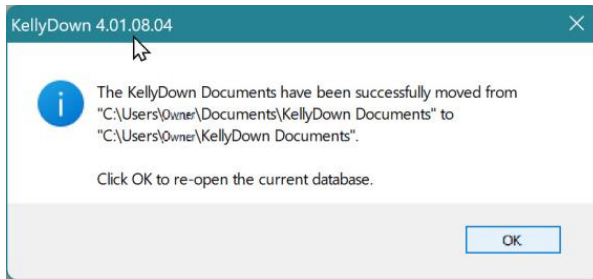 KellyDown 4.01.08.04
The KellyDown Documents have been successfully moved from
"C:\Users\Owner\Documents\KellyDown Documents" to
"C:\Users\Owner\KellyDown Documents".
Click OK to re-open the current database.
OK